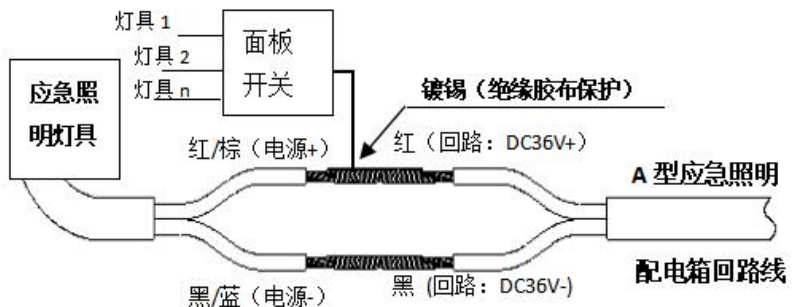 灯具 1
灯具 2
灯具 n
面板
开关
应急照
明灯具
镀锡（绝缘胶布保护）
红/棕（电源+）
红（回路：DC36V+）
A 型应急照明
配电箱回路线
黑/蓝（电源-）
黑（回路：DC36V-）